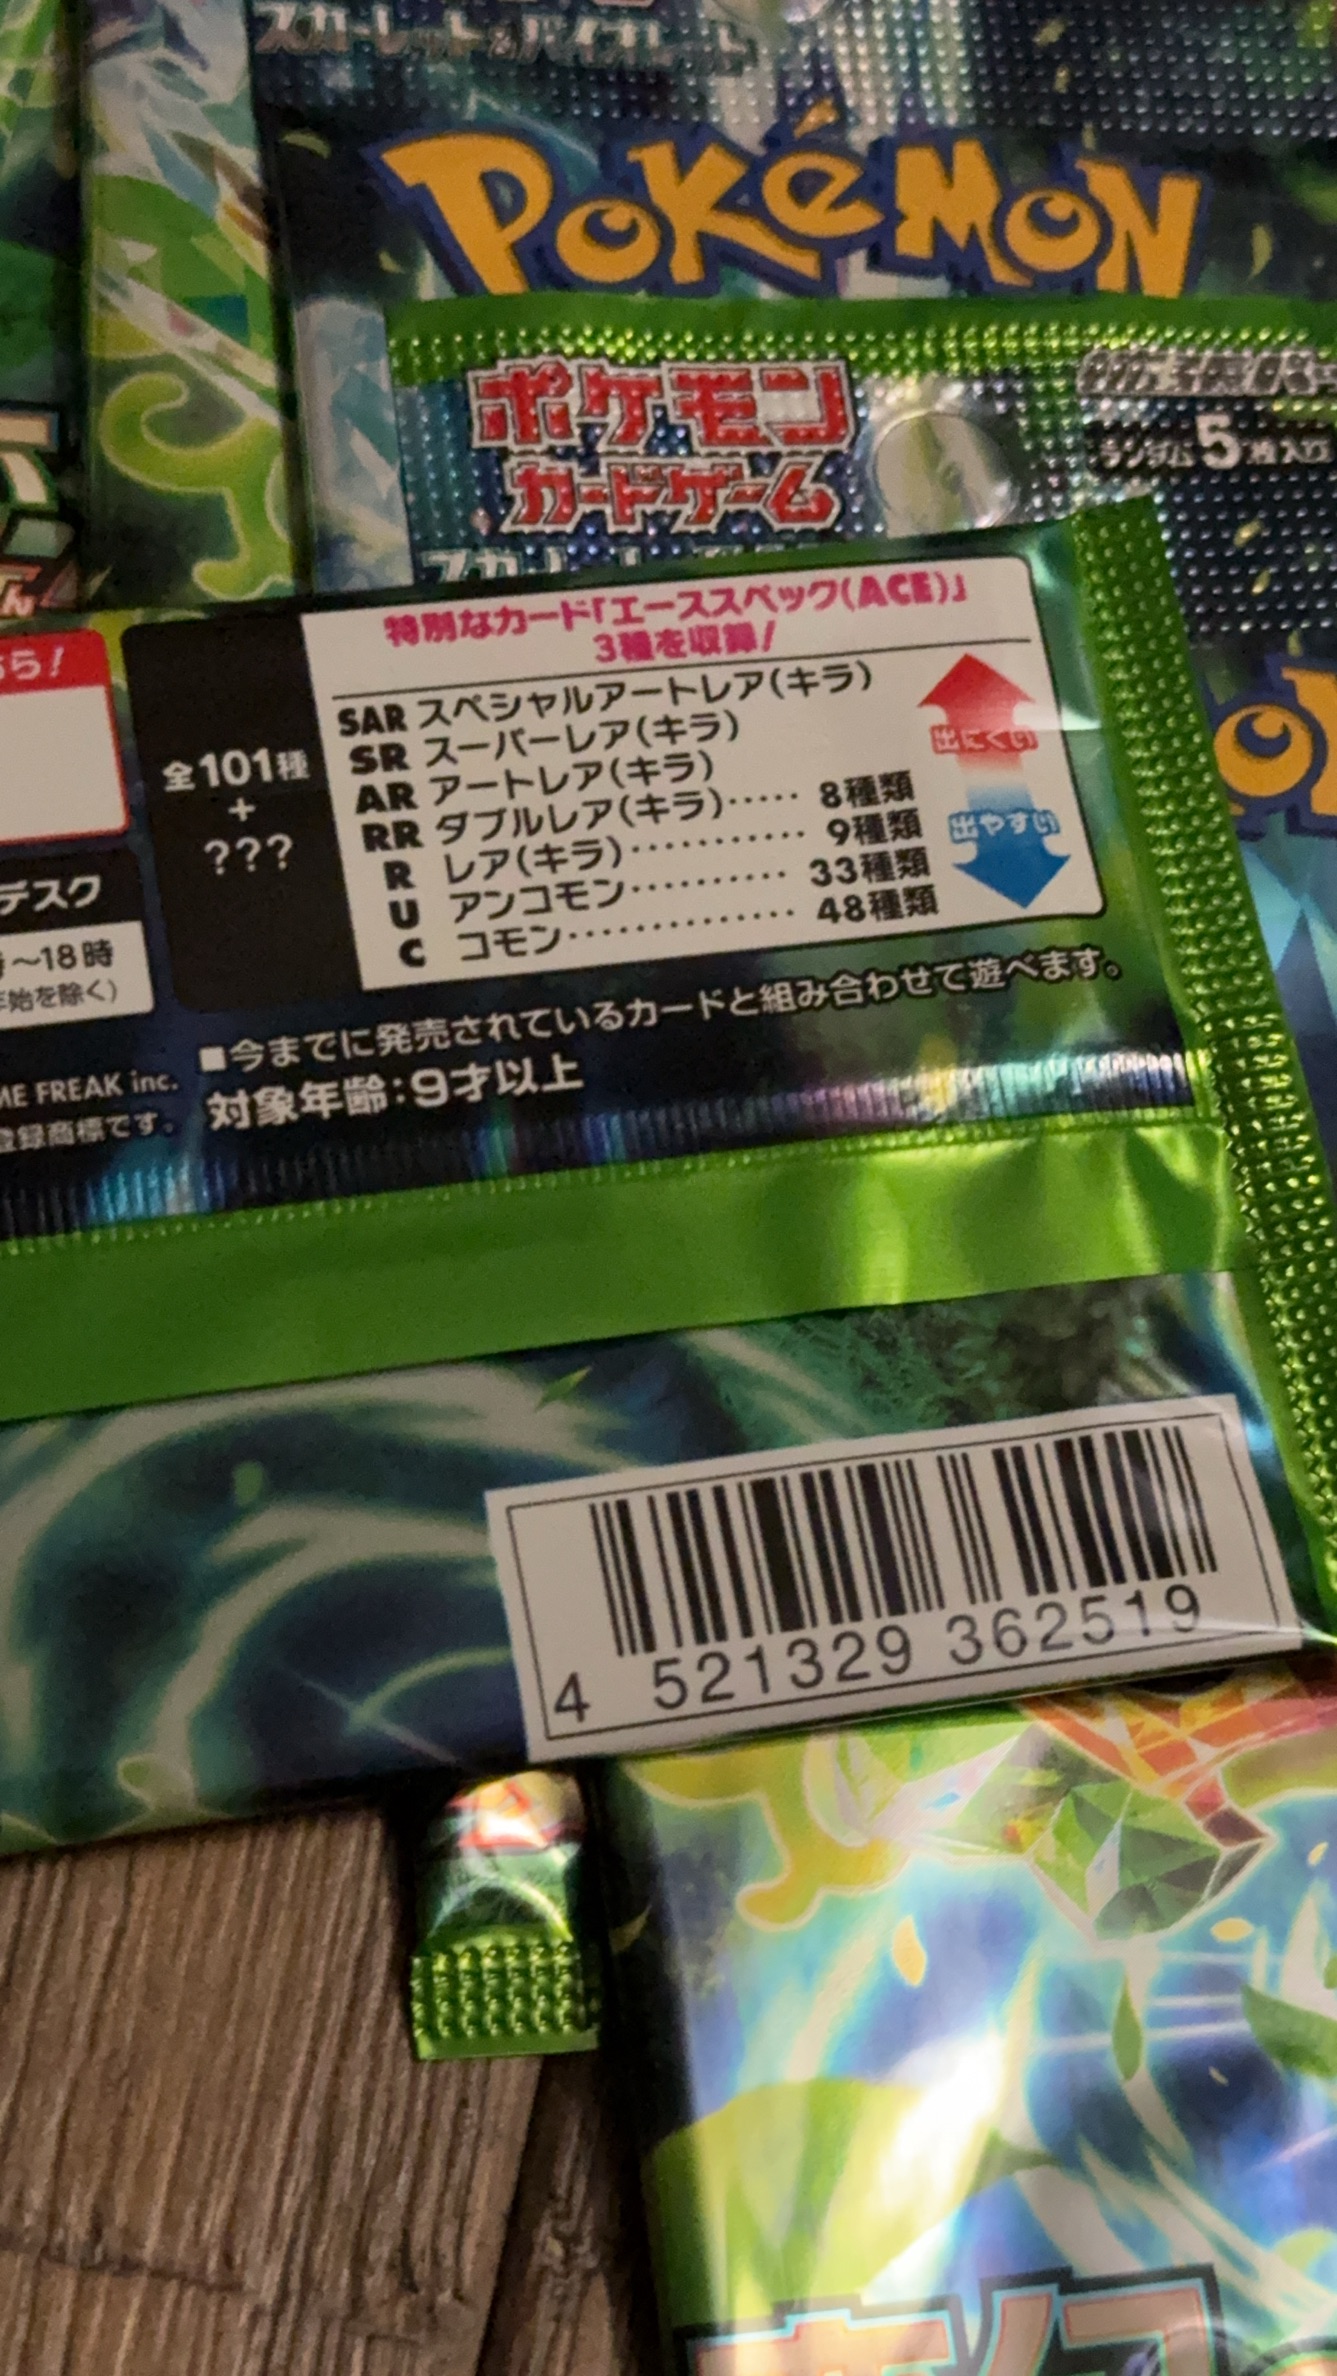 スカーレット&バイオレット
POKéMON
ポケモン
カードゲーム
ランダム5枚入り
特別なカード「エーススペック(ACE)」
3種を収録!
SAR スペシャルアートレア(キラ)
SR スーパーレア(キラ)
AR アートレア(キラ)
RR ダブルレア(キラ)‥‥‥ 8種類
R レア(キラ)‥‥‥‥‥‥ 9種類
U アンコモン‥‥‥‥‥‥ 33種類
C コモン‥‥‥‥‥‥‥‥ 48種類
出にくい
出やすい
全101種
+
???
ちら!
デスク
時〜18時
年始を除く)
■今までに発売されているカードと組み合わせて遊べます。
対象年齢:9才以上
ME FREAK inc.
登録商標です。
4 521329 362519